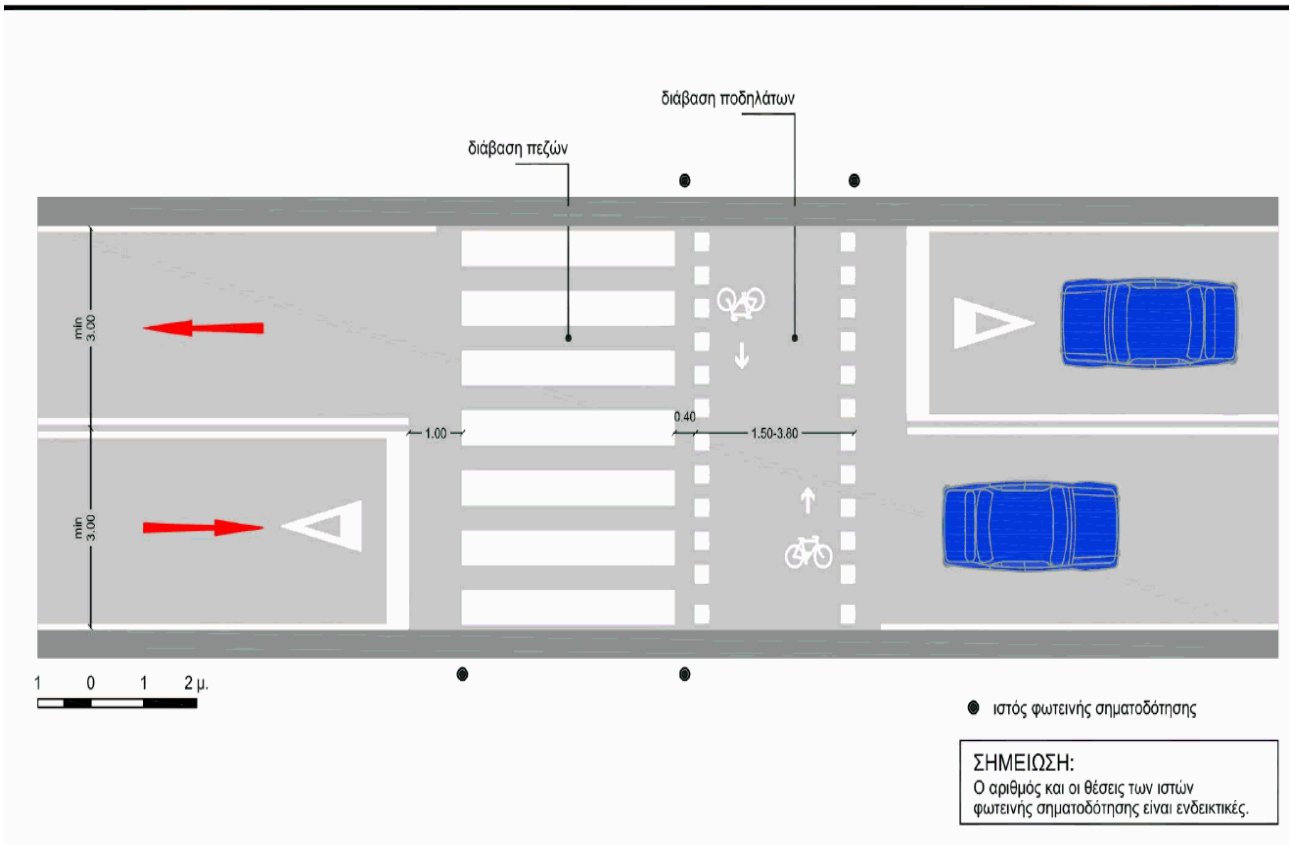 διάβαση ποδηλάτων
διάβαση πεζών
min
3.00
0.40
1.00
1.50-3.80
min
3.00
1 0 1 2 μ.
ιστός φωτεινής σηματοδότησης
ΣΗΜΕΙΩΣΗ:
Ο αριθμός και οι θέσεις των ιστών
φωτεινής σηματοδότησης είναι ενδεικτικές.